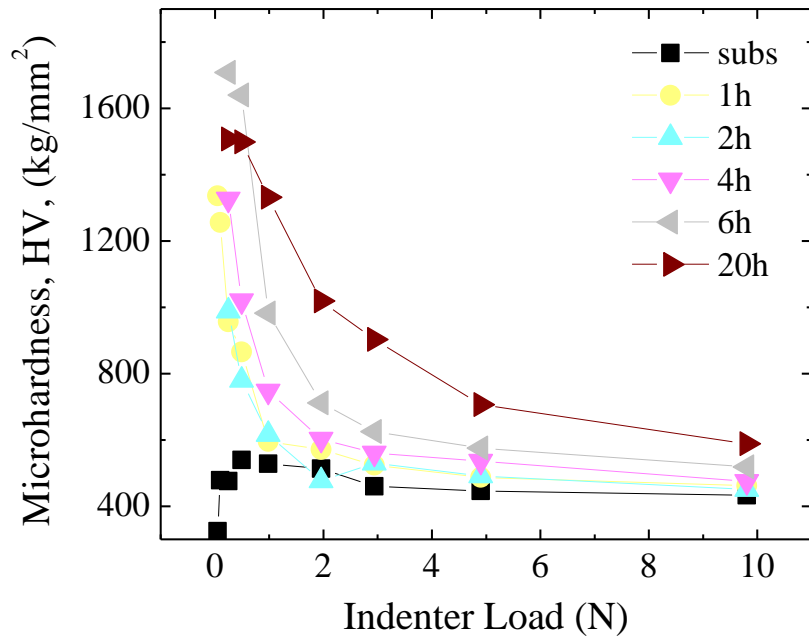 Microhardness, HV, (kg/mm²)
1600
1200
800
400
subs
1h
2h
4h
6h
20h
0
2
4
6
8
10
Indenter Load (N)